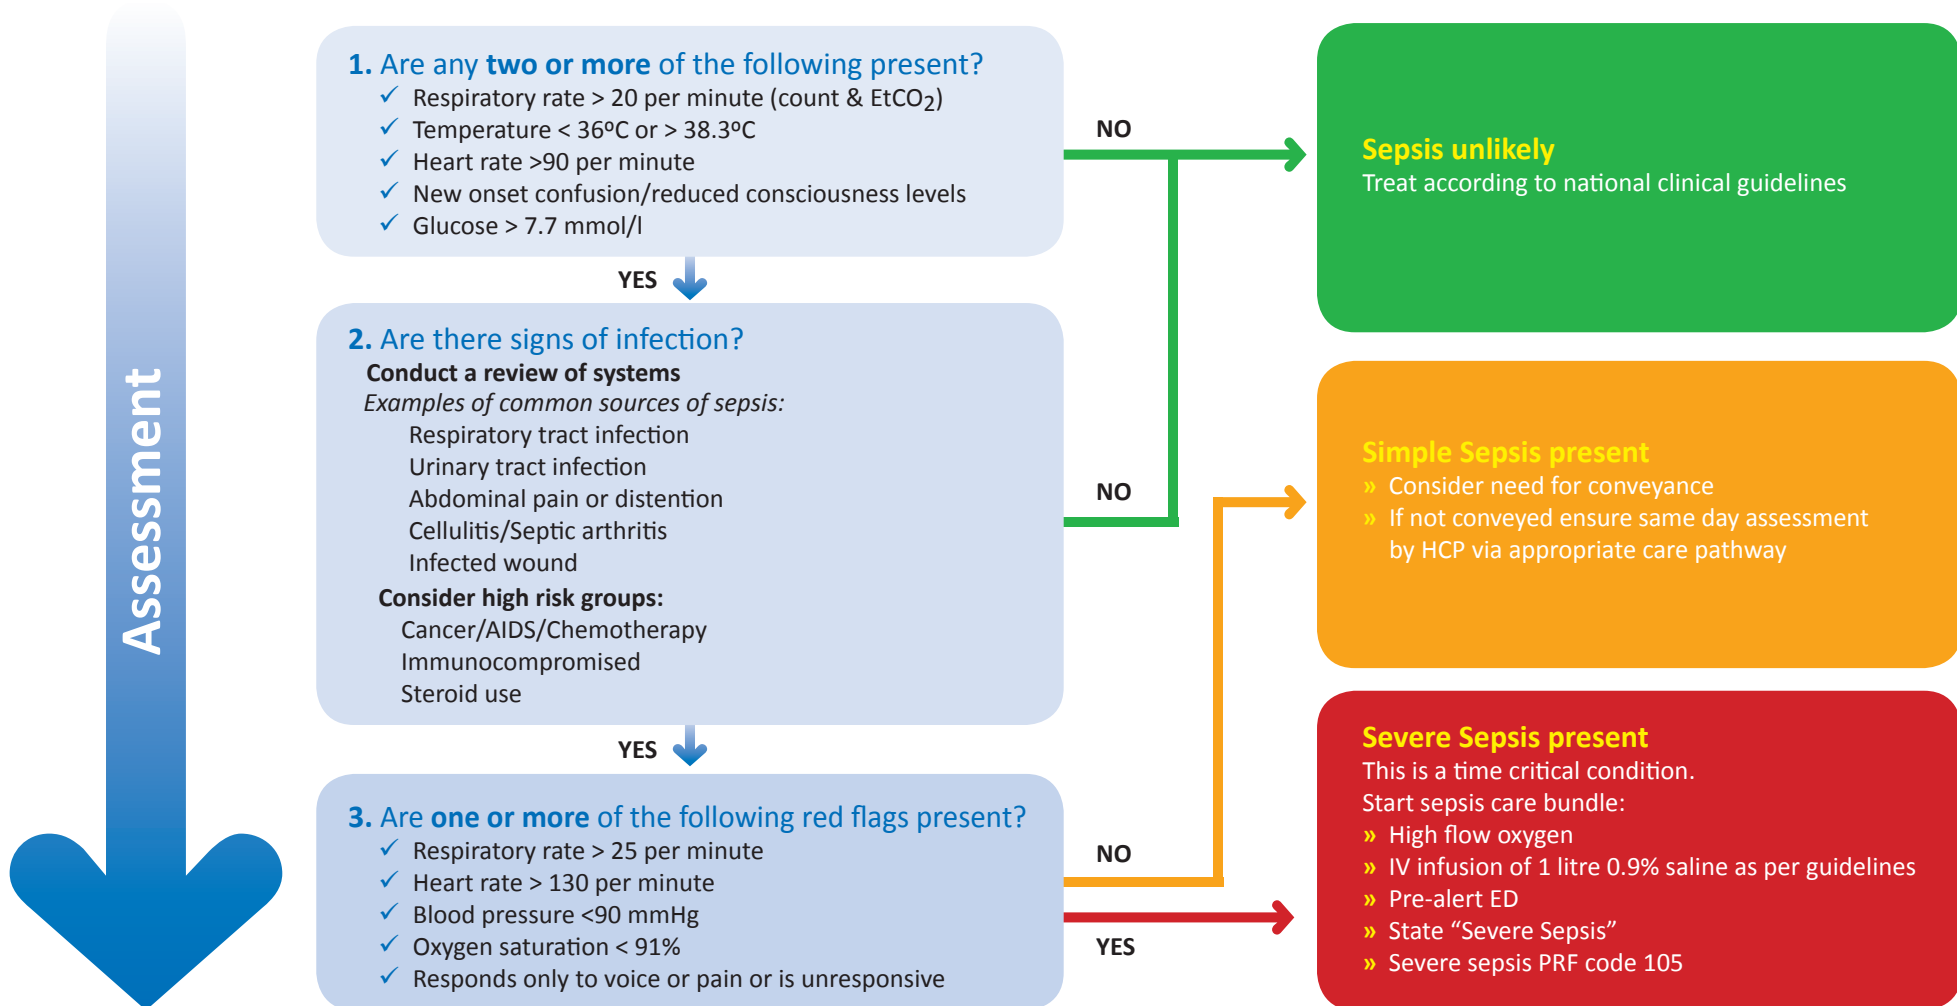 Assessment
1. Are any two or more of the following present?
✓ Respiratory rate > 20 per minute (count & EtCO₂)
✓ Temperature < 36ºC or > 38.3ºC
✓ Heart rate >90 per minute
✓ New onset confusion/reduced consciousness levels
✓ Glucose > 7.7 mmol/l
NO
YES
Sepsis unlikely
Treat according to national clinical guidelines
2. Are there signs of infection?
Conduct a review of systems
Examples of common sources of sepsis:
Respiratory tract infection
Urinary tract infection
Abdominal pain or distention
Cellulitis/Septic arthritis
Infected wound
Consider high risk groups:
Cancer/AIDS/Chemotherapy
Immunocompromised
Steroid use
NO
YES
Simple Sepsis present
» Consider need for conveyance
» If not conveyed ensure same day assessment
by HCP via appropriate care pathway
3. Are one or more of the following red flags present?
✓ Respiratory rate > 25 per minute
✓ Heart rate > 130 per minute
✓ Blood pressure <90 mmHg
✓ Oxygen saturation < 91%
✓ Responds only to voice or pain or is unresponsive
NO
YES
Severe Sepsis present
This is a time critical condition.
Start sepsis care bundle:
» High flow oxygen
» IV infusion of 1 litre 0.9% saline as per guidelines
» Pre-alert ED
» State “Severe Sepsis”
» Severe sepsis PRF code 105